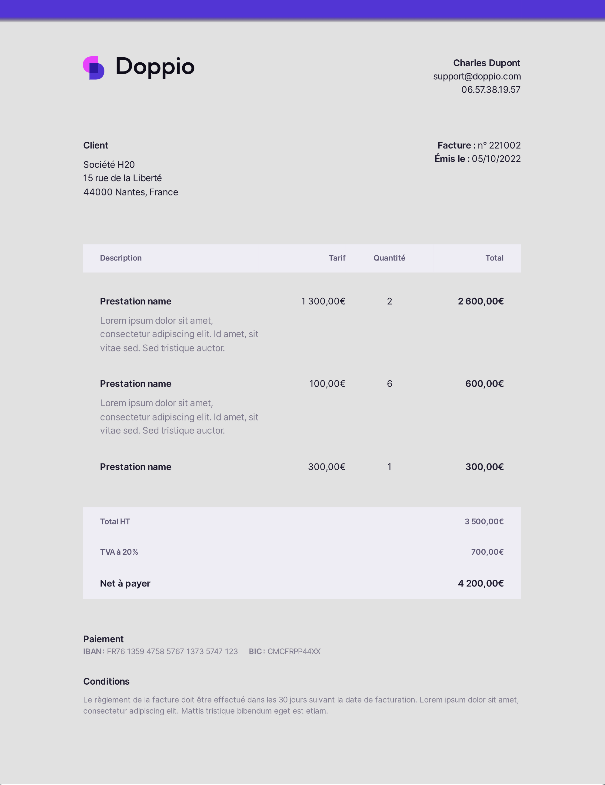 Doppio
Charles Dupont
support@doppio.com
06.57.38.19.57
Client
Société H20
15 rue de la Liberté
44000 Nantes, France
Facture : n° 221002
Émis le : 05/10/2022
Description Tarif Quantité Total
Prestation name 1 300,00€ 2 2 600,00€
Lorem ipsum dolor sit amet,
consectetur adipiscing elit. Id amet, sit
vitae sed. Sed tristique auctor.
Prestation name 100,00€ 6 600,00€
Lorem ipsum dolor sit amet,
consectetur adipiscing elit. Id amet, sit
vitae sed. Sed tristique auctor.
Prestation name 300,00€ 1 300,00€
Total HT 3 500,00€
TVA à 20% 700,00€
Net à payer 4 200,00€
Paiement
IBAN : FR76 1359 4758 5767 1373 5747 123 BIC : CMCFRPP44XX
Conditions
Le règlement de la facture doit être effectué dans les 30 jours suivant la date de facturation. Lorem ipsum dolor sit amet,
consectetur adipiscing elit. Mattis tristique bibendum eget est etiam.